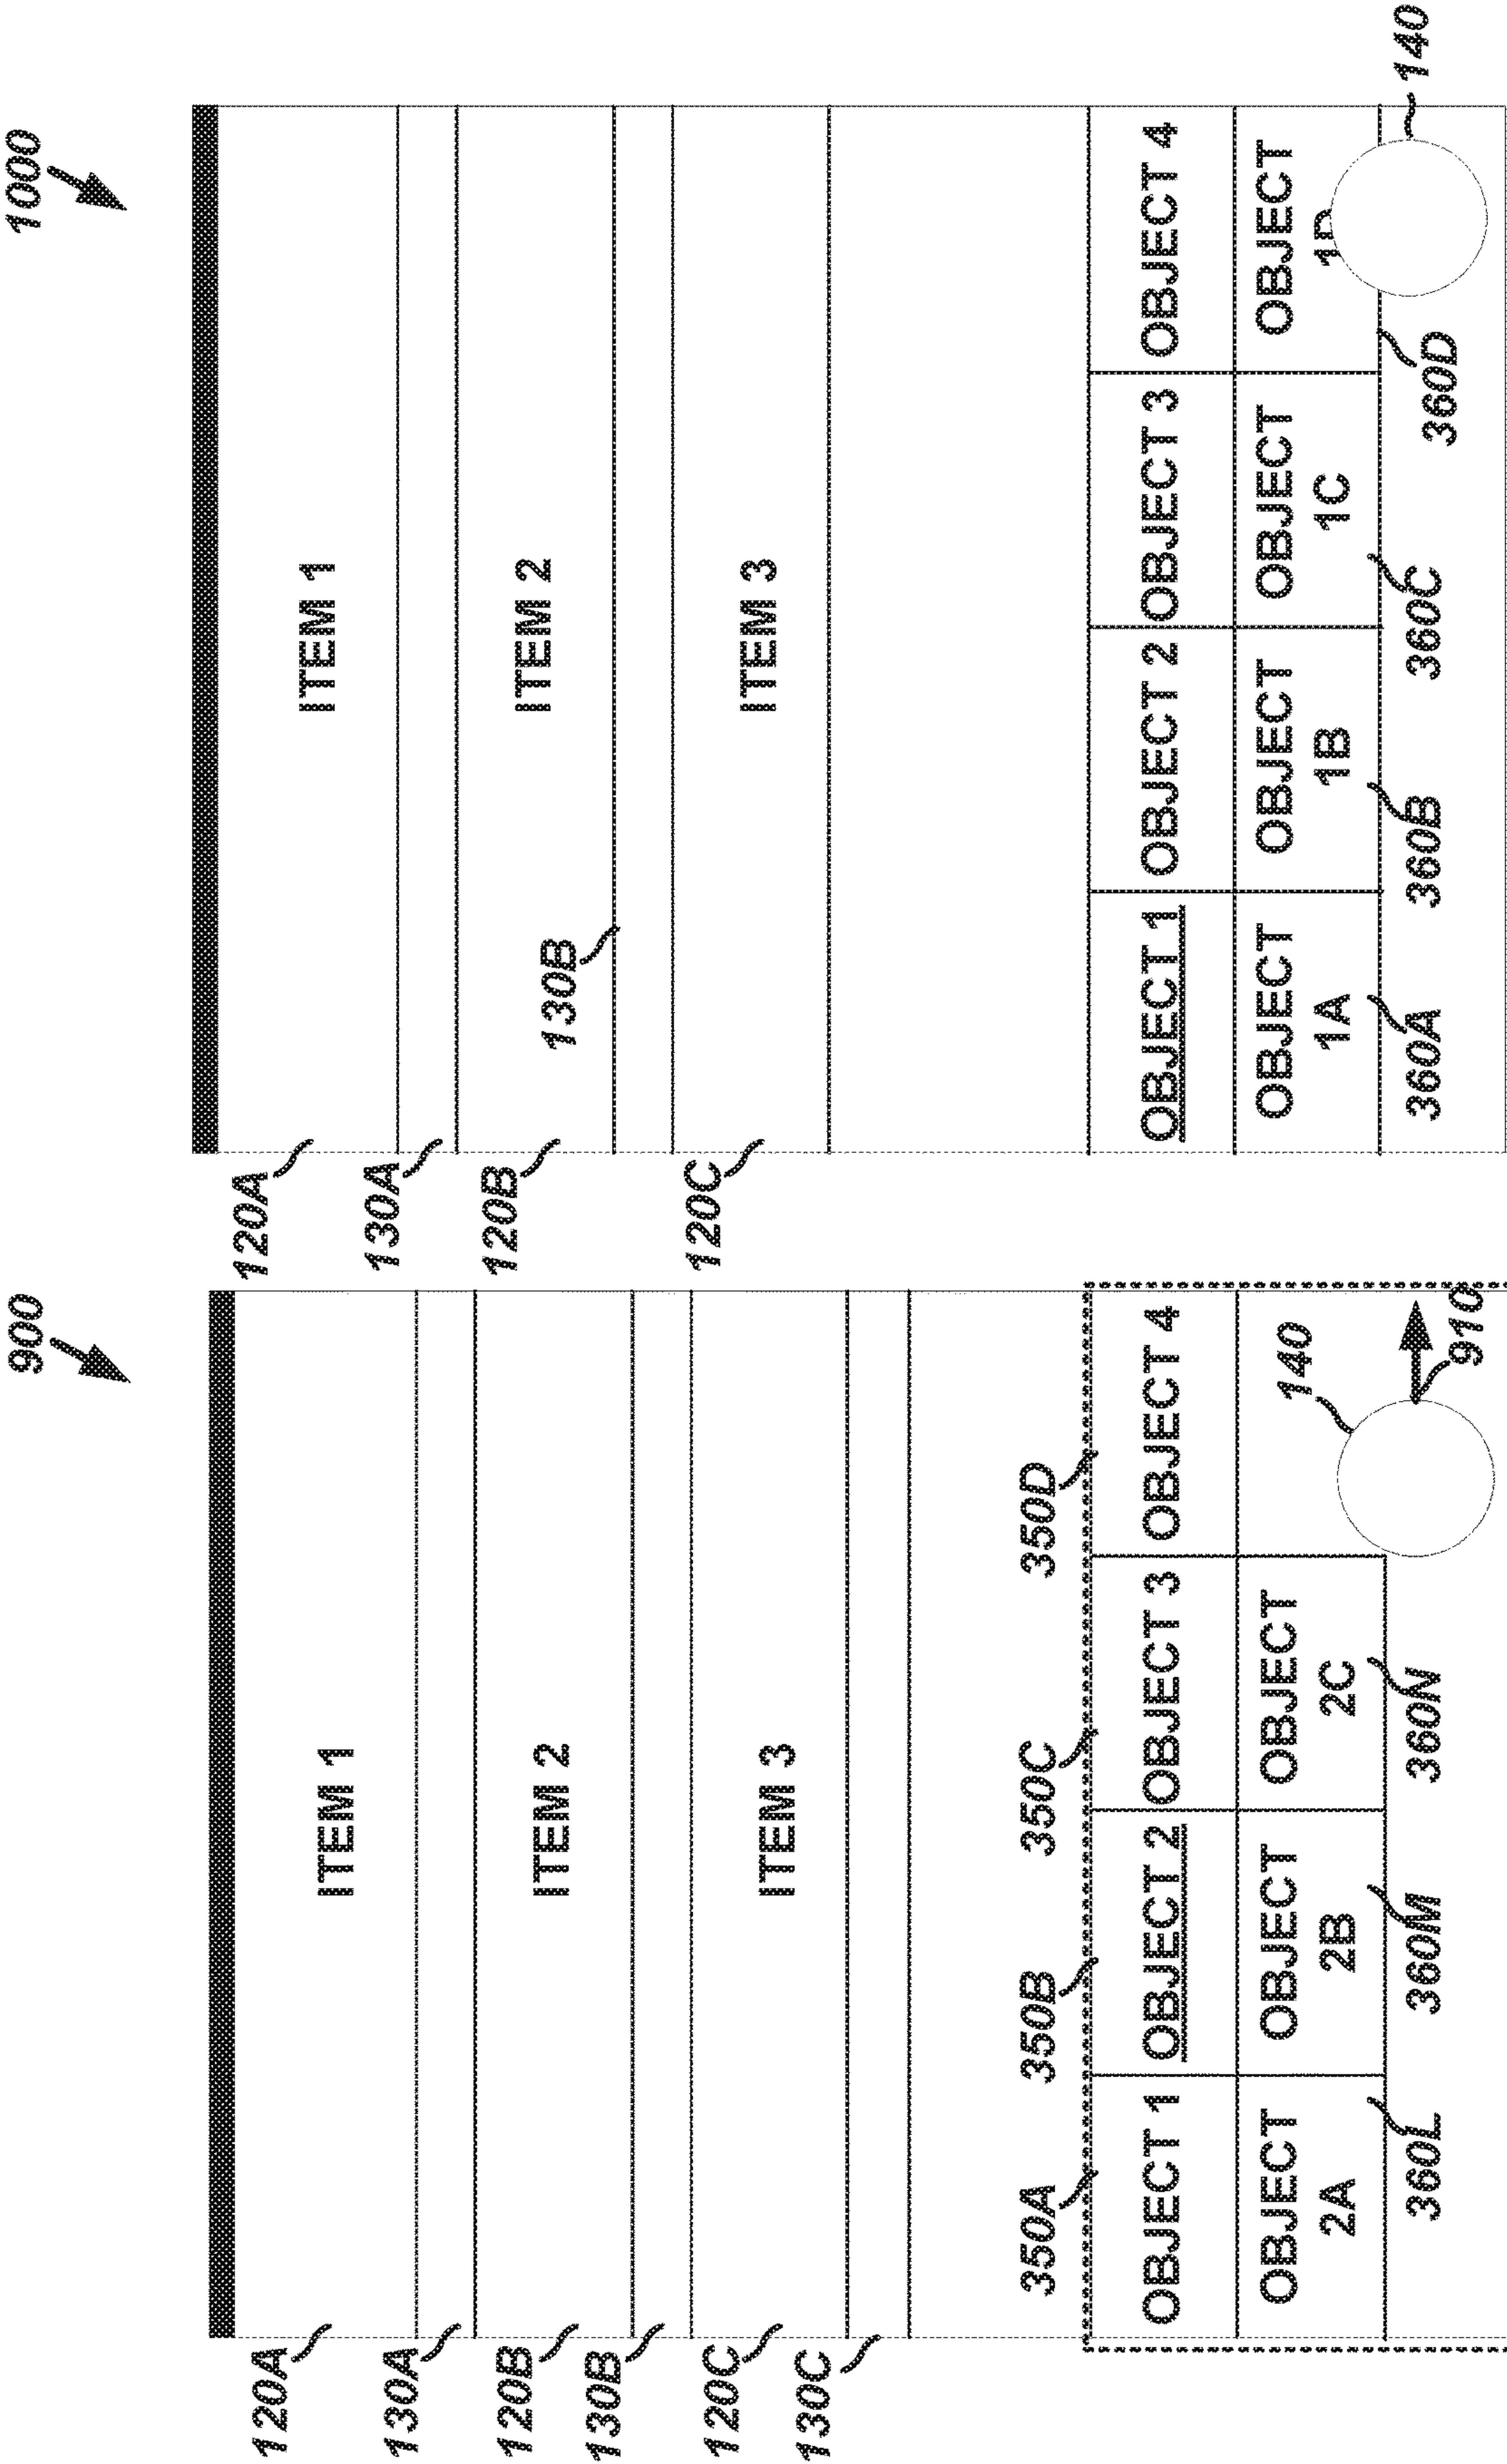 900
120A
ITEM 1
130A
120B
ITEM 2
130B
120C
ITEM 3
130C
350A 350B 350C 350D
OBJECT 1 OBJECT 2 OBJECT 3 OBJECT 4
OBJECT 2A
OBJECT 2B
OBJECT 2C
140
360L 360M 360N
910
1000
120A
ITEM 1
130A
120B
ITEM 2
130B
120C
ITEM 3
OBJECT 1 OBJECT 2 OBJECT 3 OBJECT 4
OBJECT 1A
OBJECT 1B
OBJECT 1C
OBJECT 1D
140
360A 360B 360C 360D